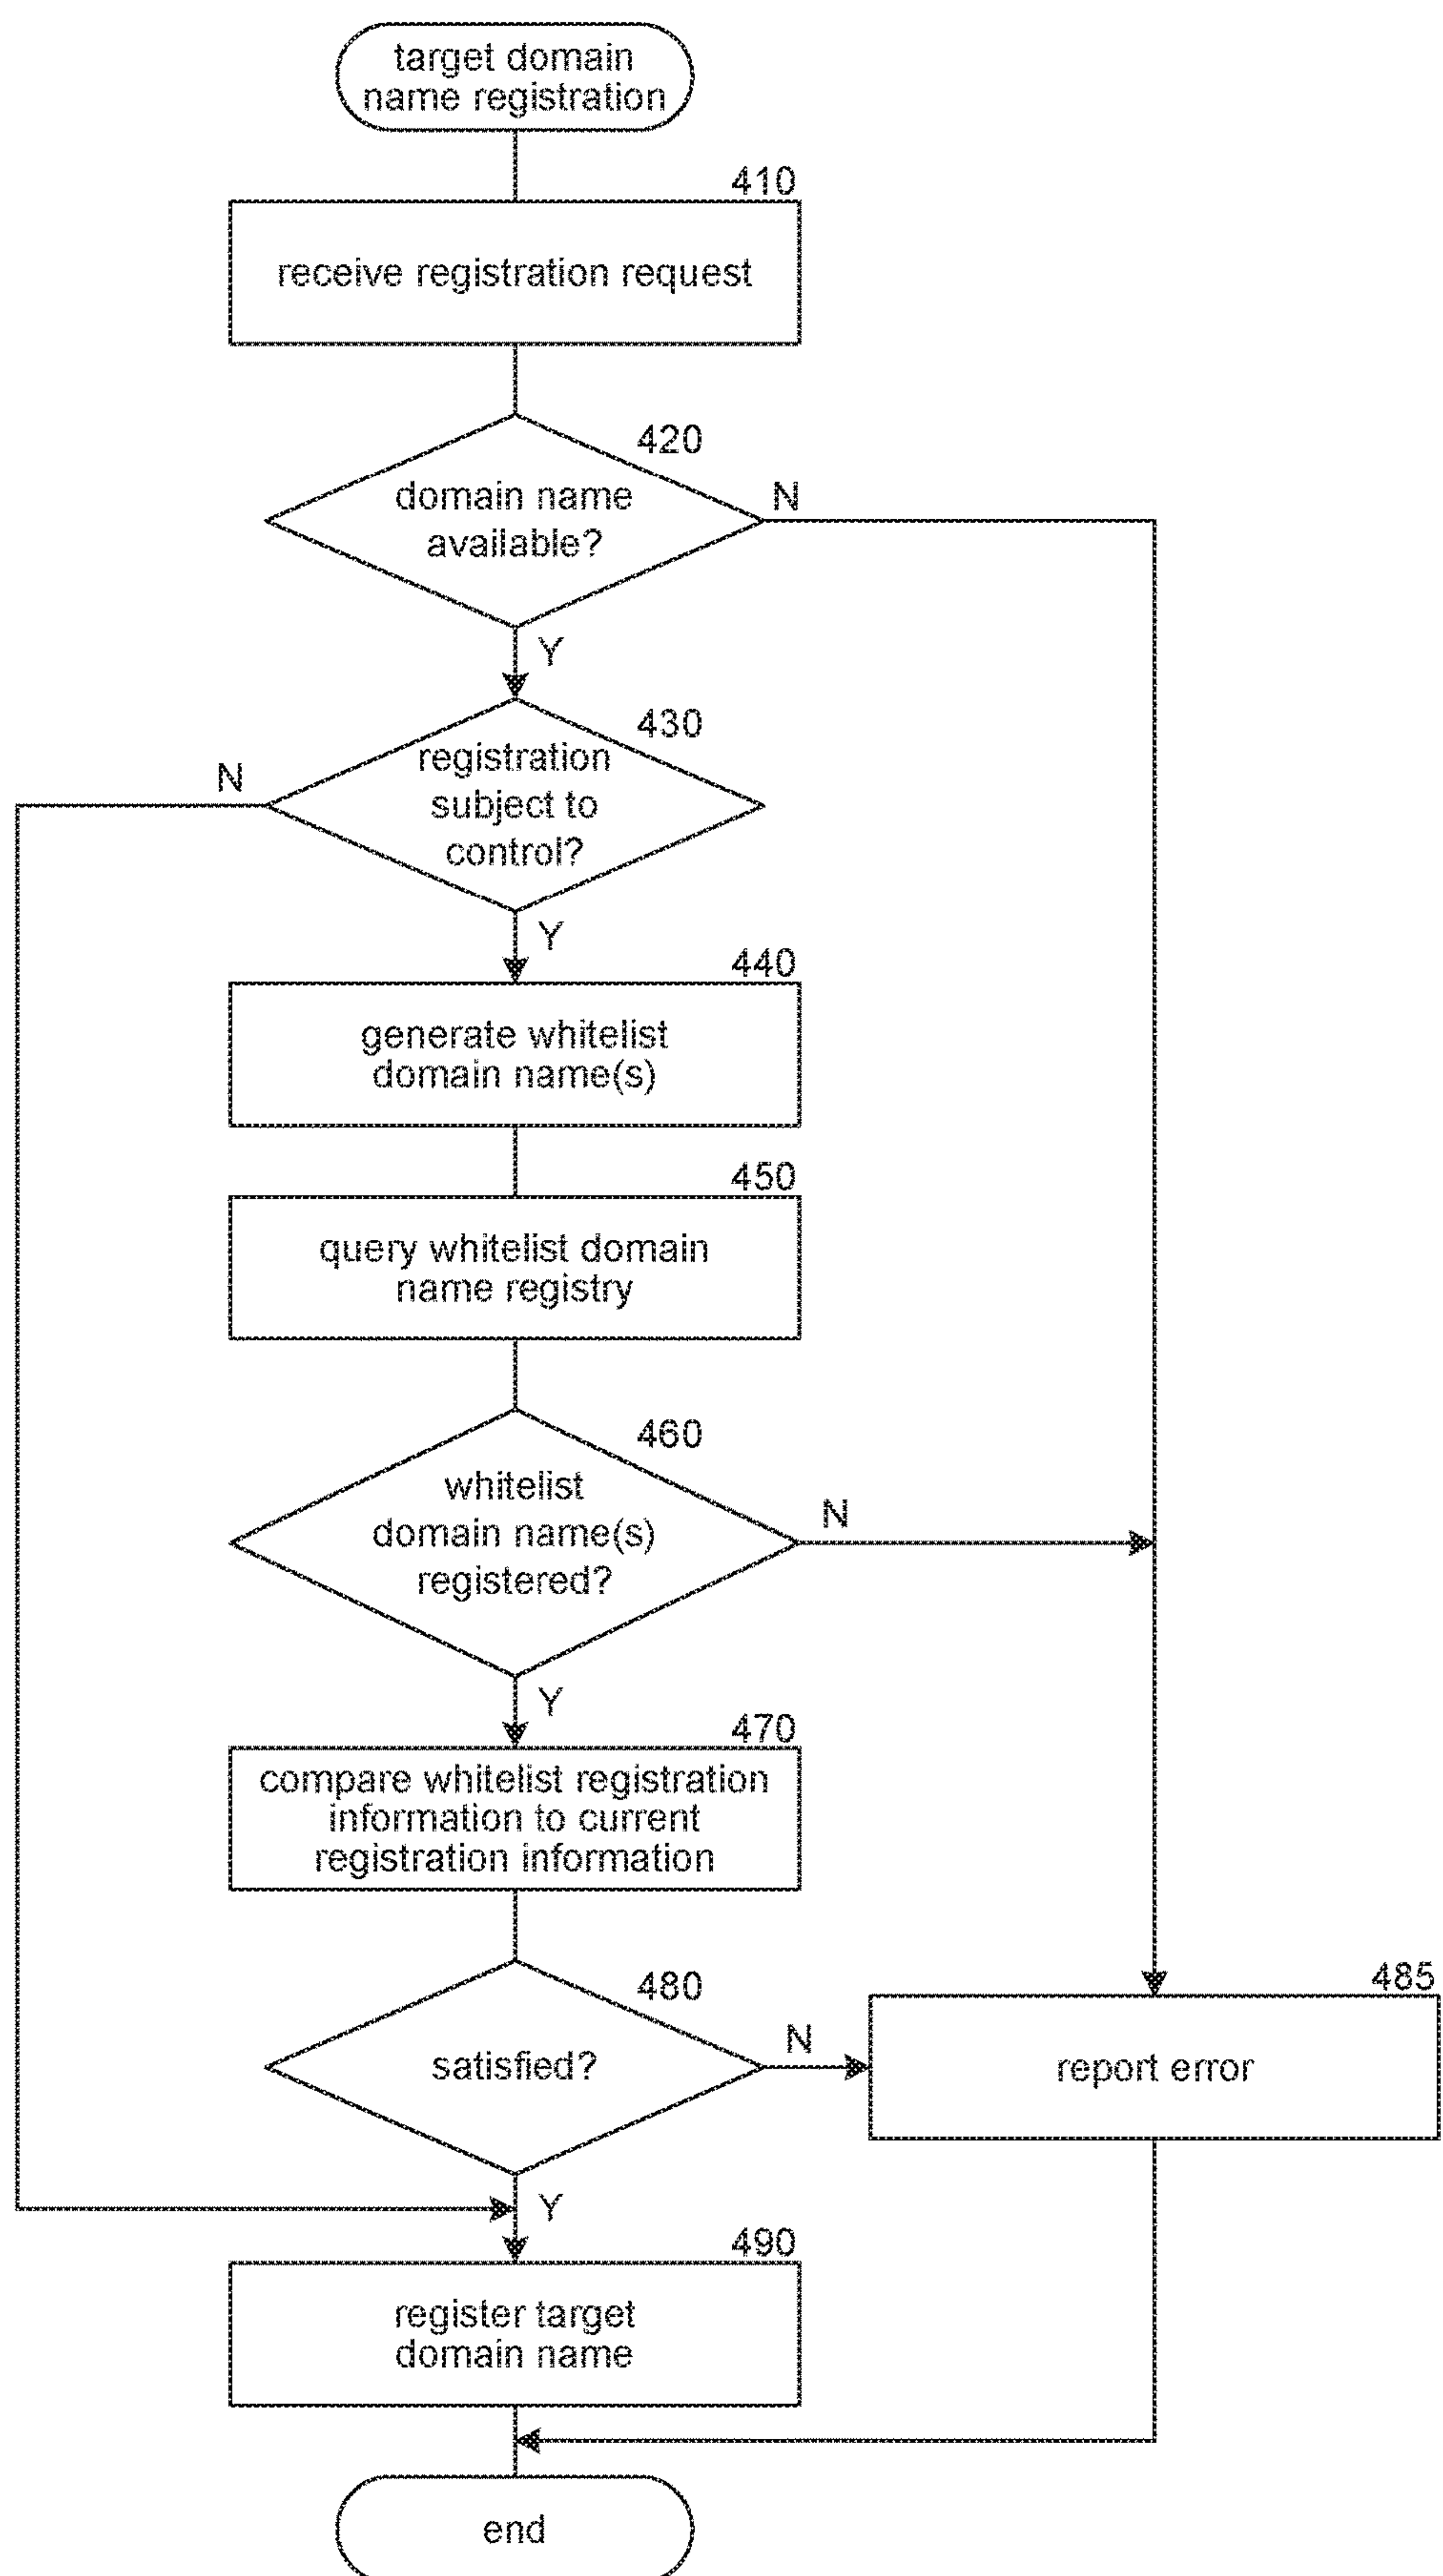 target domain
name registration
410
receive registration request
420
domain name
available?
N
Y
430
registration
subject to
control?
N
Y
440
generate whitelist
domain name(s)
450
query whitelist domain
name registry
460
whitelist
domain name(s)
registered?
N
Y
470
compare whitelist registration
information to current
registration information
480
satisfied?
N
485
report error
Y
490
register target
domain name
end